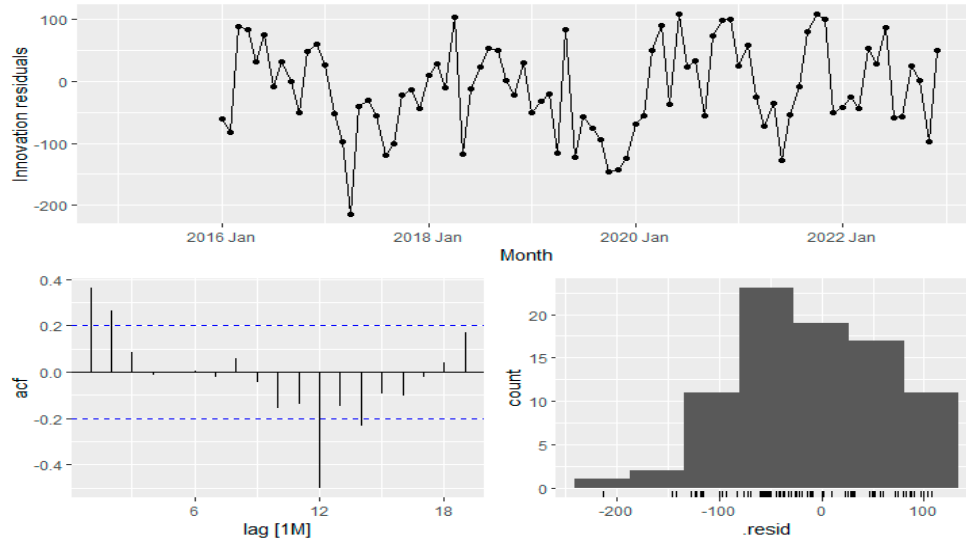 Innovation residuals
100
0
-100
-200
2016 Jan
2018 Jan
2020 Jan
2022 Jan
Month
acf
0.4
0.2
0.0
-0.2
-0.4
6
12
18
lag [1M]
count
20
15
10
5
0
-200
-100
0
100
.resid